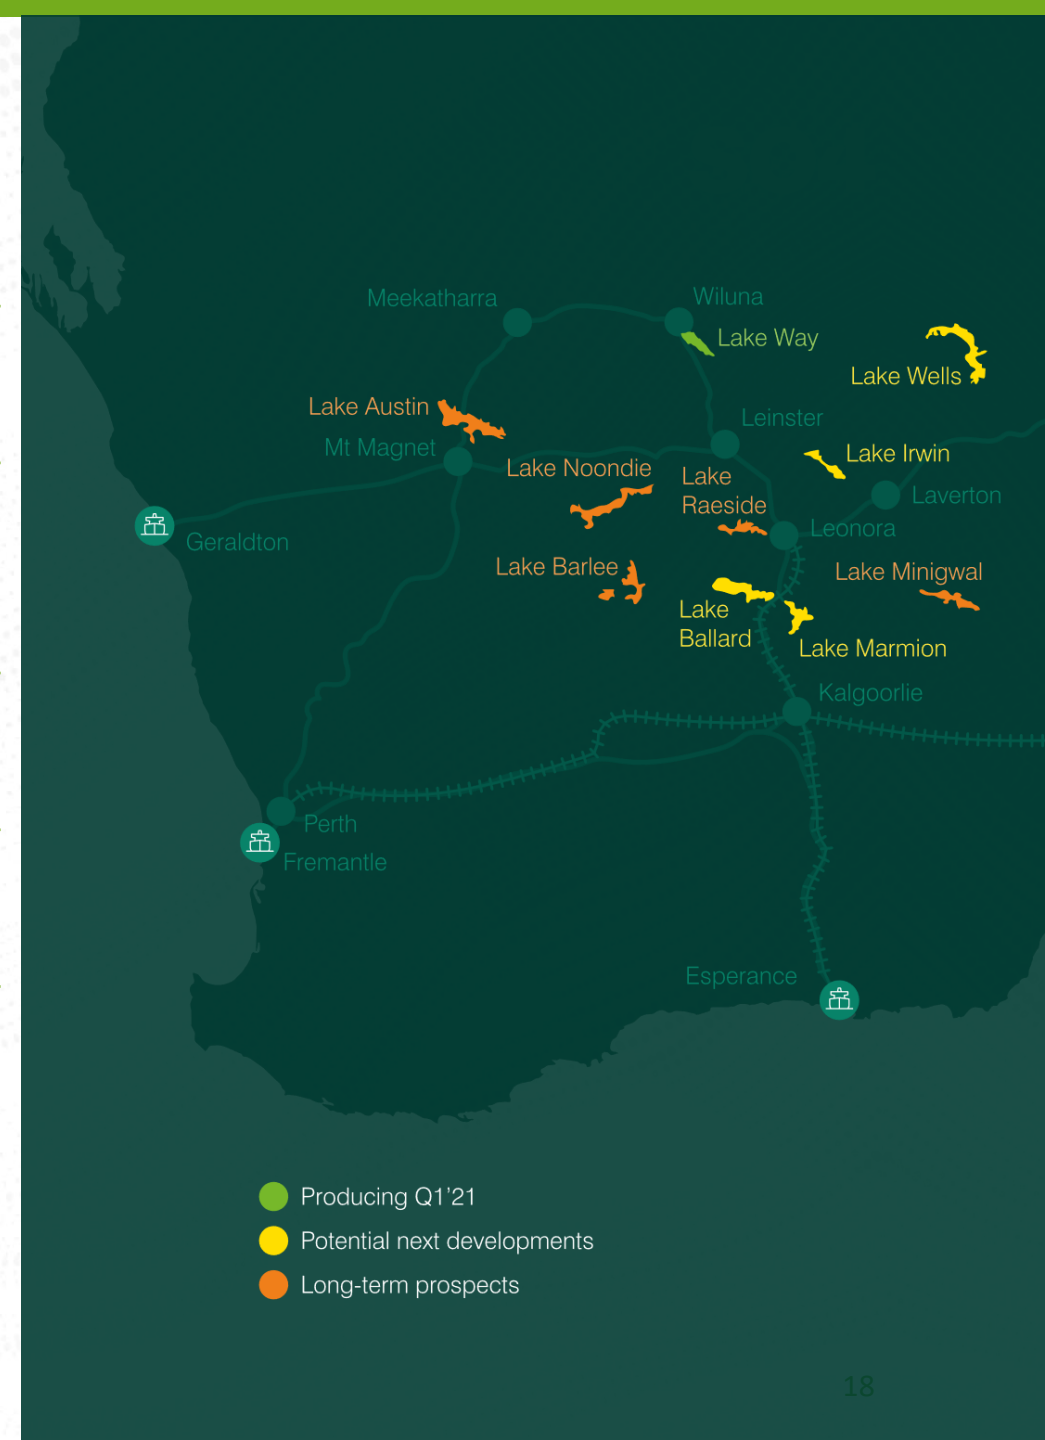 Meekatharra
Wiluna
Lake Way
Lake Wells
Lake Austin
Mt Magnet
Leinster
Lake Irwin
Lake Noondie
Lake
Raeside
Laverton
Geraldton
Leonora
Lake Barlee
Lake Minigwal
Lake
Ballard
Lake Marmion
Kalgoorlie
Perth
Fremantle
Esperance
Producing Q1’21
Potential next developments
Long-term prospects
18